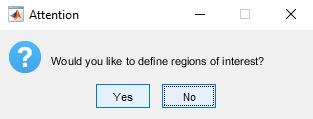 Attention
Would you like to define regions of interest?
Yes No